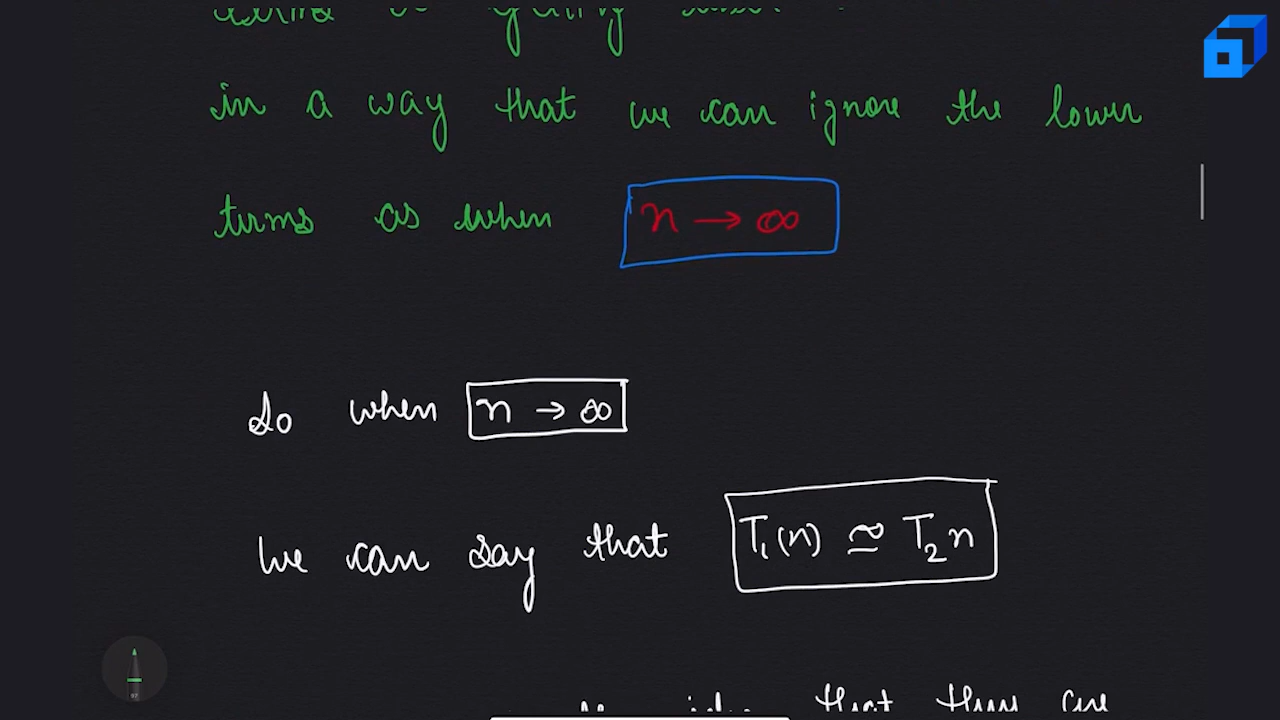 in a way that we can ignore the lower
terms as when n → ∞
So when n → ∞
We can say that T₁(n) ≃ T₂n
that